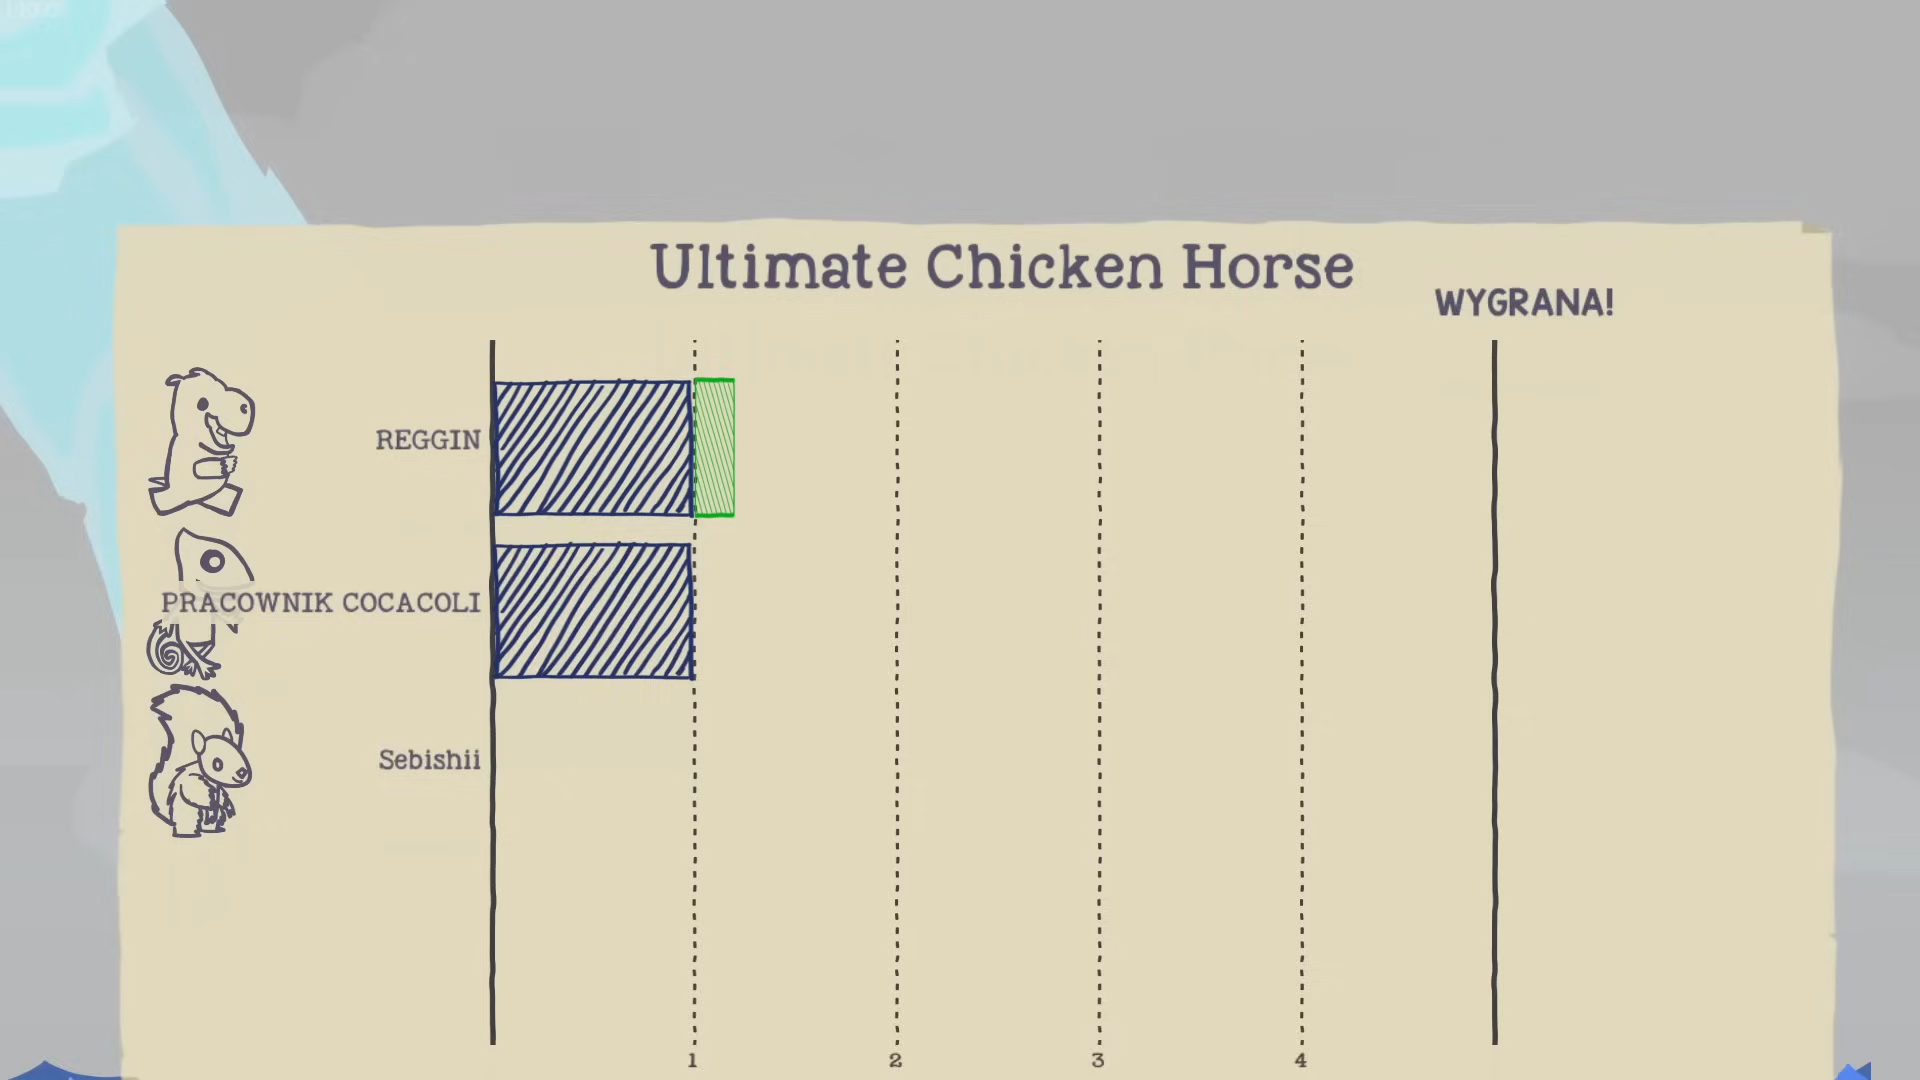 Ultimate Chicken Horse
WYGRANA!
REGGIN
PRACOWNIK COCACOLI
Sebishii
1 2 3 4